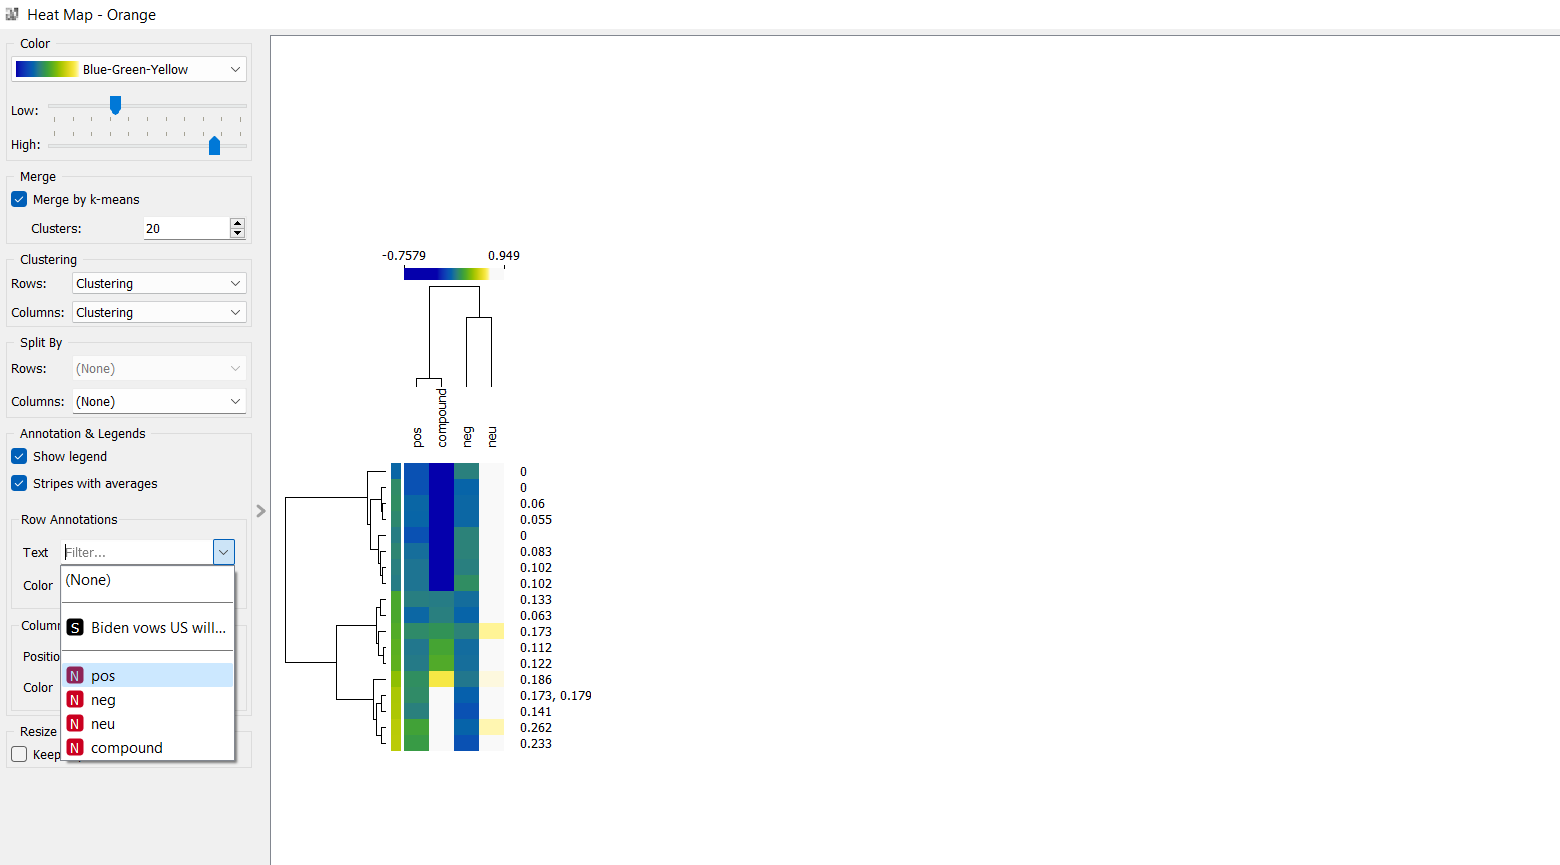 Heat Map - Orange
Color
Blue-Green-Yellow
Low:
High:
Merge
Merge by k-means
Clusters: 20
Clustering
Rows: Clustering
Columns: Clustering
Split By
Rows: (None)
Columns: (None)
Annotation & Legends
Show legend
Stripes with averages
Row Annotations
Text Filter...
Color
(None)
S Biden vows US will...
N pos
N neg
N neu
N compound
Positio
Color
Resize
Keep
-0.7579 0.949
pos
compound
neg
neu
0
0
0.06
0.055
0
0.083
0.102
0.102
0.133
0.063
0.173
0.112
0.122
0.186
0.173, 0.179
0.141
0.262
0.233